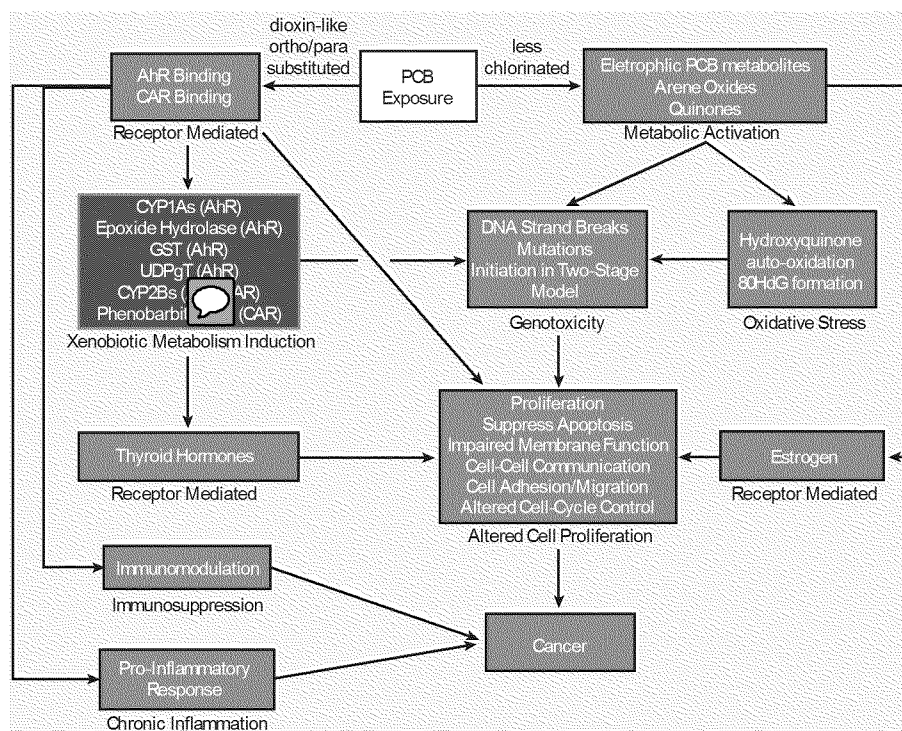 dioxin-like
ortho/para
substituted
less
chlorinated
PCB
Exposure
AhR Binding
CAR Binding
Receptor Mediated
Eletrophlic PCB metabolites
Arene Oxides
Quinones
Metabolic Activation
CYP1As (AhR)
Epoxide Hydrolase (AhR)
GST (AhR)
UDPgT (AhR)
CYP2Bs (
(CAR)
Xenobiotic Metabolism Induction
DNA Strand Breaks
Mutations
Initiation in Two-Stage
Model
Genotoxicity
Hydroxyquinone
auto-oxidation
80HdG formation
Oxidative Stress
Thyroid Hormones
Receptor Mediated
Proliferation
Suppress Apoptosis
Impaired Membrane Function
Cell-Cell Communication
Cell Adhesion/Migration
Altered Cell-Cycle Control
Altered Cell Proliferation
Estrogen
Receptor Mediated
Immunomodulation
Immunosuppression
Pro-Inflammatory
Response
Chronic Inflammation
Cancer